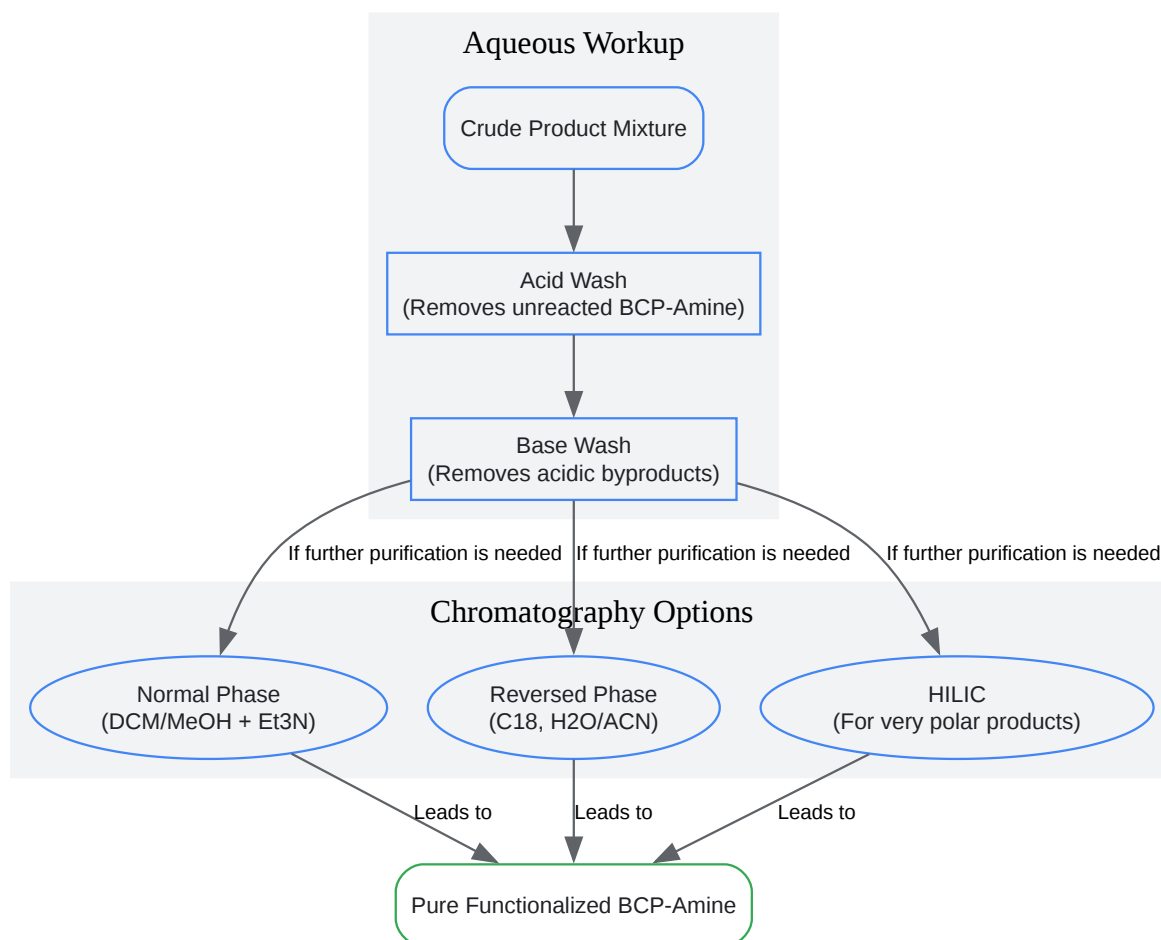 Aqueous Workup
Crude Product Mixture
Acid Wash
(Removes unreacted BCP-Amine)
Base Wash
(Removes acidic byproducts)
If further purification is needed
If further purification is needed
If further purification is needed
Chromatography Options
Normal Phase
(DCM/MeOH + Et3N)
Reversed Phase
(C18, H2O/ACN)
HILIC
(For very polar products)
Leads to
Leads to
Leads to
Pure Functionalized BCP-Amine